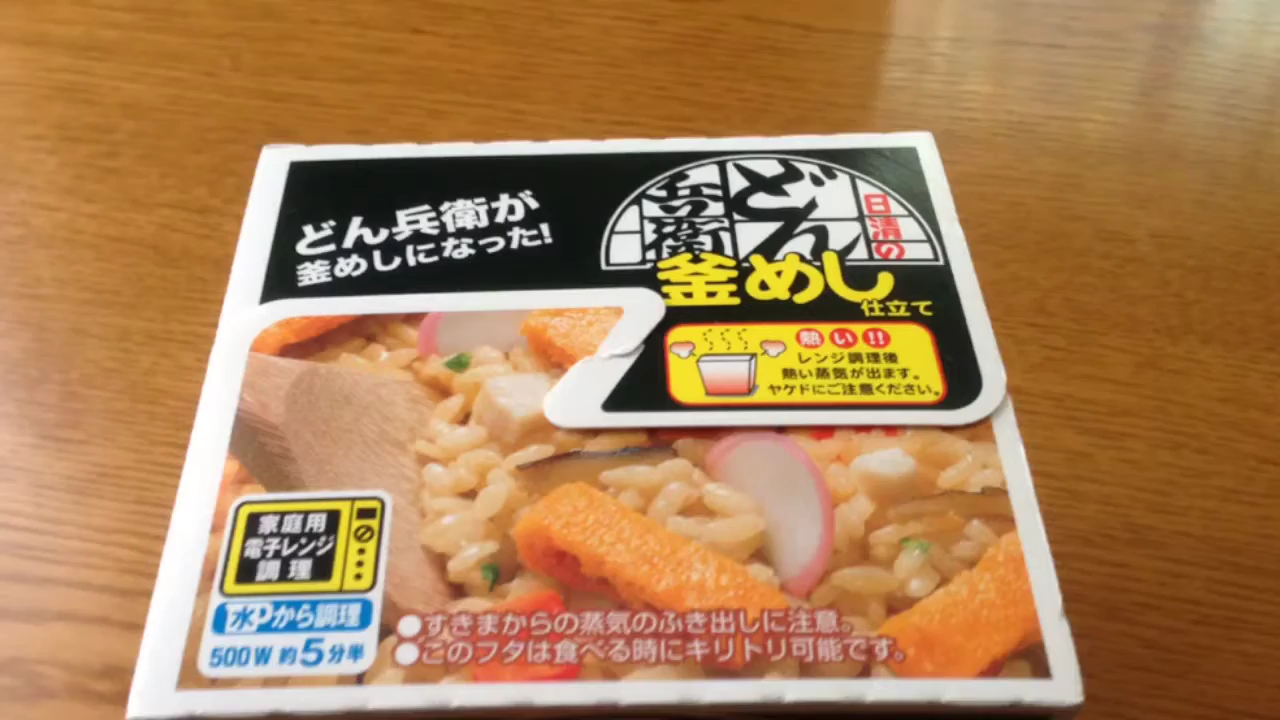 どん兵衛が
釜めしになった!
日清の
どん
兵衛
釜めし
仕立て
熱い!!
レンジ調理後
熱い蒸気が出ます。
ヤケドにご注意ください。
家庭用
電子レンジ
調理
水から調理
500W 約5分半
●すきまからの蒸気のふき出しに注意。
●このフタは食べる時にキリトリ可能です。